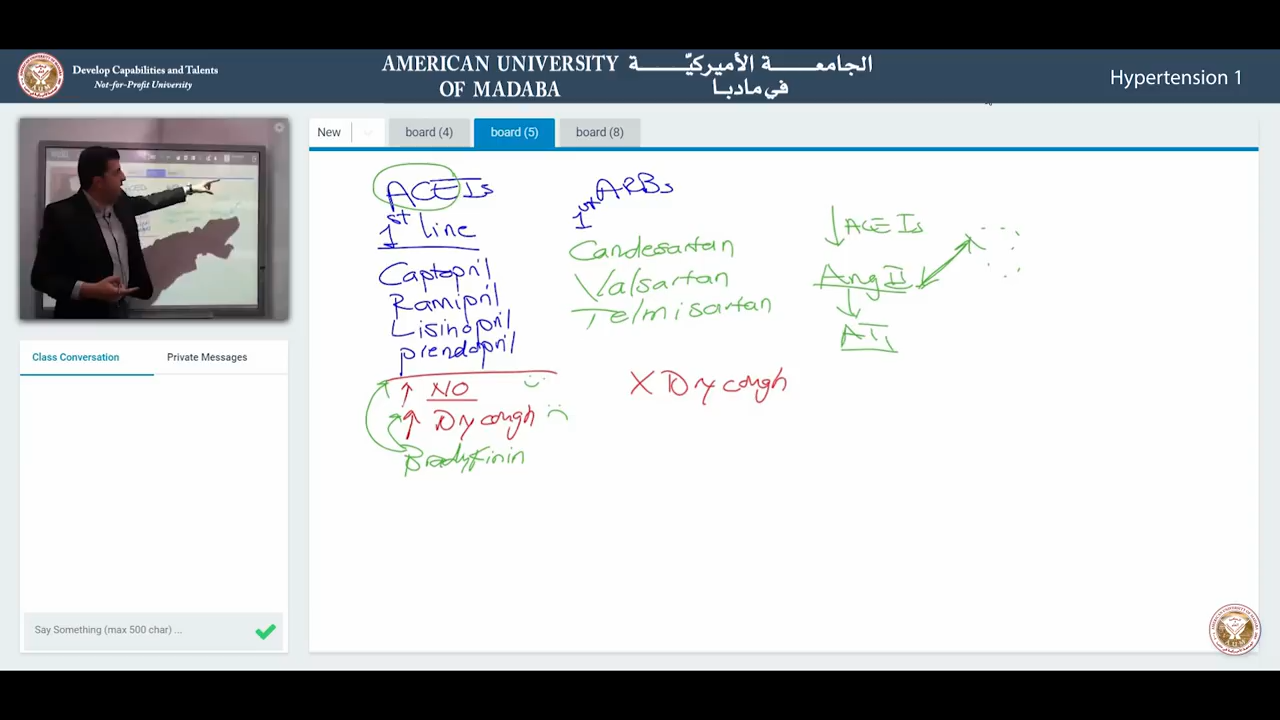 Develop Capabilities and Talents
Not-for-Profit University
AMERICAN UNIVERSITY
OF MADABA
الجامعـــــــة الأميركيّـــــــة
في مادبـا
Hypertension 1
New
board (4)
board (5)
board (8)
ACEIs
1st line
Captopril
Ramipril
Lisinopril
prendopril
↑ NO
↑ Dry cough
Bradykinin
ARBs
1st
Candesartan
Valsartan
Telmisartan
X Dry cough
↓ ACEIs
Ang II
AT1
Class Conversation
Private Messages
Say Something (max 500 char) ...